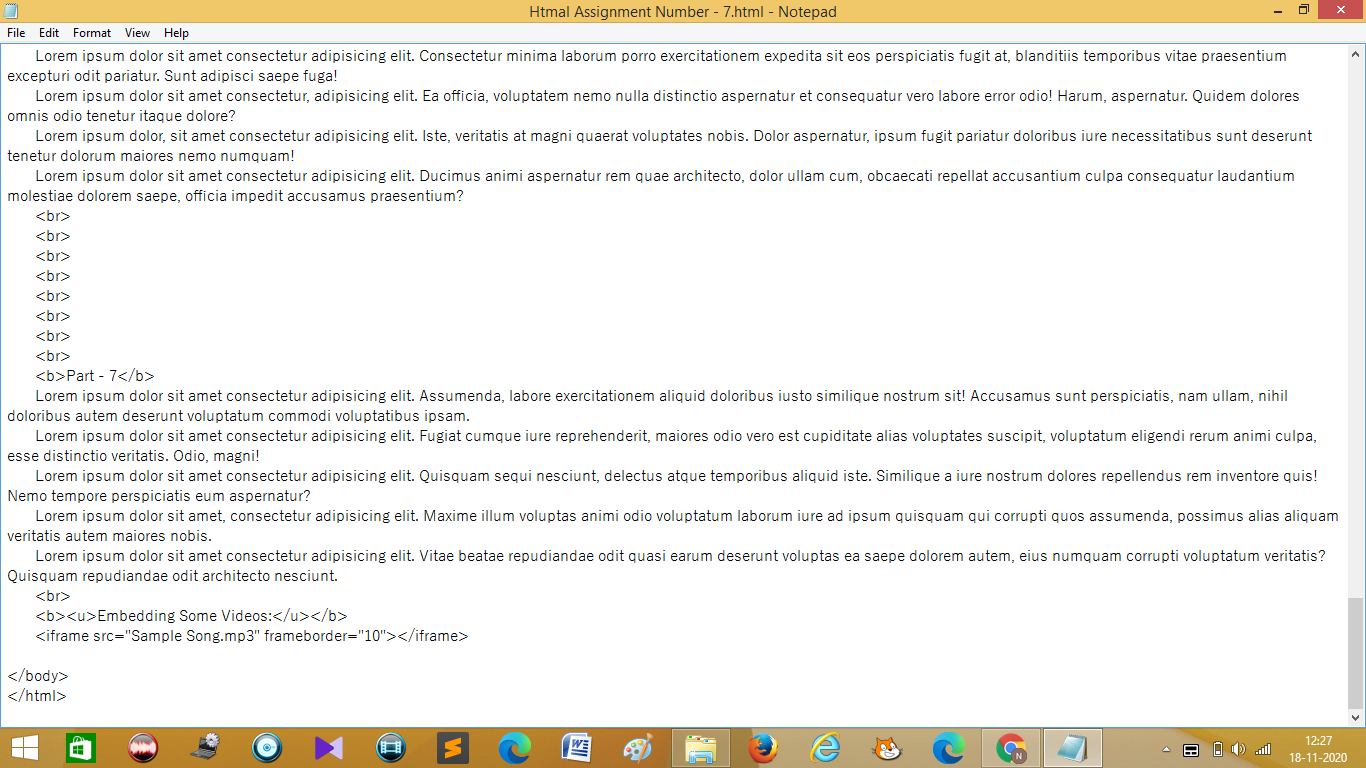 Htmal Assignment Number - 7.html - Notepad
File Edit Format View Help
Lorem ipsum dolor sit amet consectetur adipisicing elit. Consectetur minima laborum porro exercitationem expedita sit eos perspiciatis fugit at, blanditiis temporibus vitae praesentium
excepturi odit pariatur. Sunt adipisci saepe fuga!
Lorem ipsum dolor sit amet consectetur, adipisicing elit. Ea officia, voluptatem nemo nulla distinctio aspernatur et consequatur vero labore error odio! Harum, aspernatur. Quidem dolores
omnis odio tenetur itaque dolore?
Lorem ipsum dolor, sit amet consectetur adipisicing elit. Iste, veritatis at magni quaerat voluptates nobis. Dolor aspernatur, ipsum fugit pariatur doloribus iure necessitatibus sunt deserunt
tenetur dolorum maiores nemo numquam!
Lorem ipsum dolor sit amet consectetur adipisicing elit. Ducimus animi aspernatur rem quae architecto, dolor ullam cum, obcaecati repellat accusantium culpa consequatur laudantium
molestiae dolorem saepe, officia impedit accusamus praesentium?
<br>
<br>
<br>
<br>
<br>
<br>
<br>
<br>
<b>Part - 7</b>
Lorem ipsum dolor sit amet consectetur adipisicing elit. Assumenda, labore exercitationem aliquid doloribus iusto similique nostrum sit! Accusamus sunt perspiciatis, nam ullam, nihil
doloribus autem deserunt voluptatum commodi voluptatibus ipsam.
Lorem ipsum dolor sit amet consectetur adipisicing elit. Fugiat cumque iure reprehenderit, maiores odio vero est cupiditate alias voluptates suscipit, voluptatum eligendi rerum animi culpa,
esse distinctio veritatis. Odio, magni!
Lorem ipsum dolor sit amet consectetur adipisicing elit. Quisquam sequi nesciunt, delectus atque temporibus aliquid iste. Similique a iure nostrum dolores repellendus rem inventore quis!
Nemo tempore perspiciatis eum aspernatur?
Lorem ipsum dolor sit amet, consectetur adipisicing elit. Maxime illum voluptas animi odio voluptatum laborum iure ad ipsum quisquam qui corrupti quos assumenda, possimus alias aliquam
veritatis autem maiores nobis.
Lorem ipsum dolor sit amet consectetur adipisicing elit. Vitae beatae repudiandae odit quasi earum deserunt voluptas ea saepe dolorem autem, eius numquam corrupti voluptatum veritatis?
Quisquam repudiandae odit architecto nesciunt.
<br>
<b><u>Embedding Some Videos:</u></b>
<iframe src="Sample Song.mp3" frameborder="10"></iframe>
</body>
</html>
12:27
18-11-2020